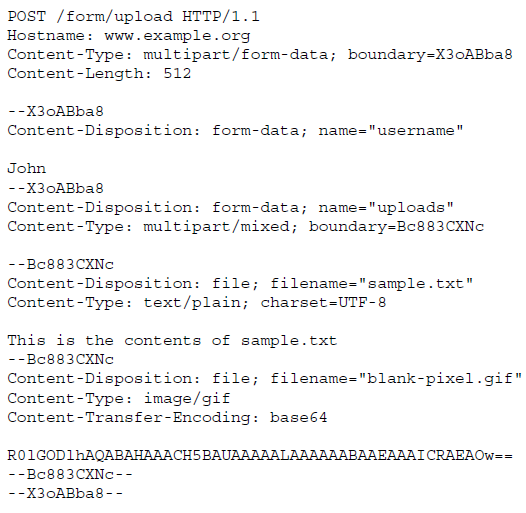 POST /form/upload HTTP/1.1
Hostname: www.example.org
Content-Type: multipart/form-data; boundary=X3oABba8
Content-Length: 512

--X3oABba8
Content-Disposition: form-data; name="username"

John
--X3oABba8
Content-Disposition: form-data; name="uploads"
Content-Type: multipart/mixed; boundary=Bc883CXNc

--Bc883CXNc
Content-Disposition: file; filename="sample.txt"
Content-Type: text/plain; charset=UTF-8

This is the contents of sample.txt
--Bc883CXNc
Content-Disposition: file; filename="blank-pixel.gif"
Content-Type: image/gif
Content-Transfer-Encoding: base64

R0lGODlhAQABAHAAACH5BAUAAAAALAAAAAABAAEAAAICRAEAOw==
--Bc883CXNc--
--X3oABba8--